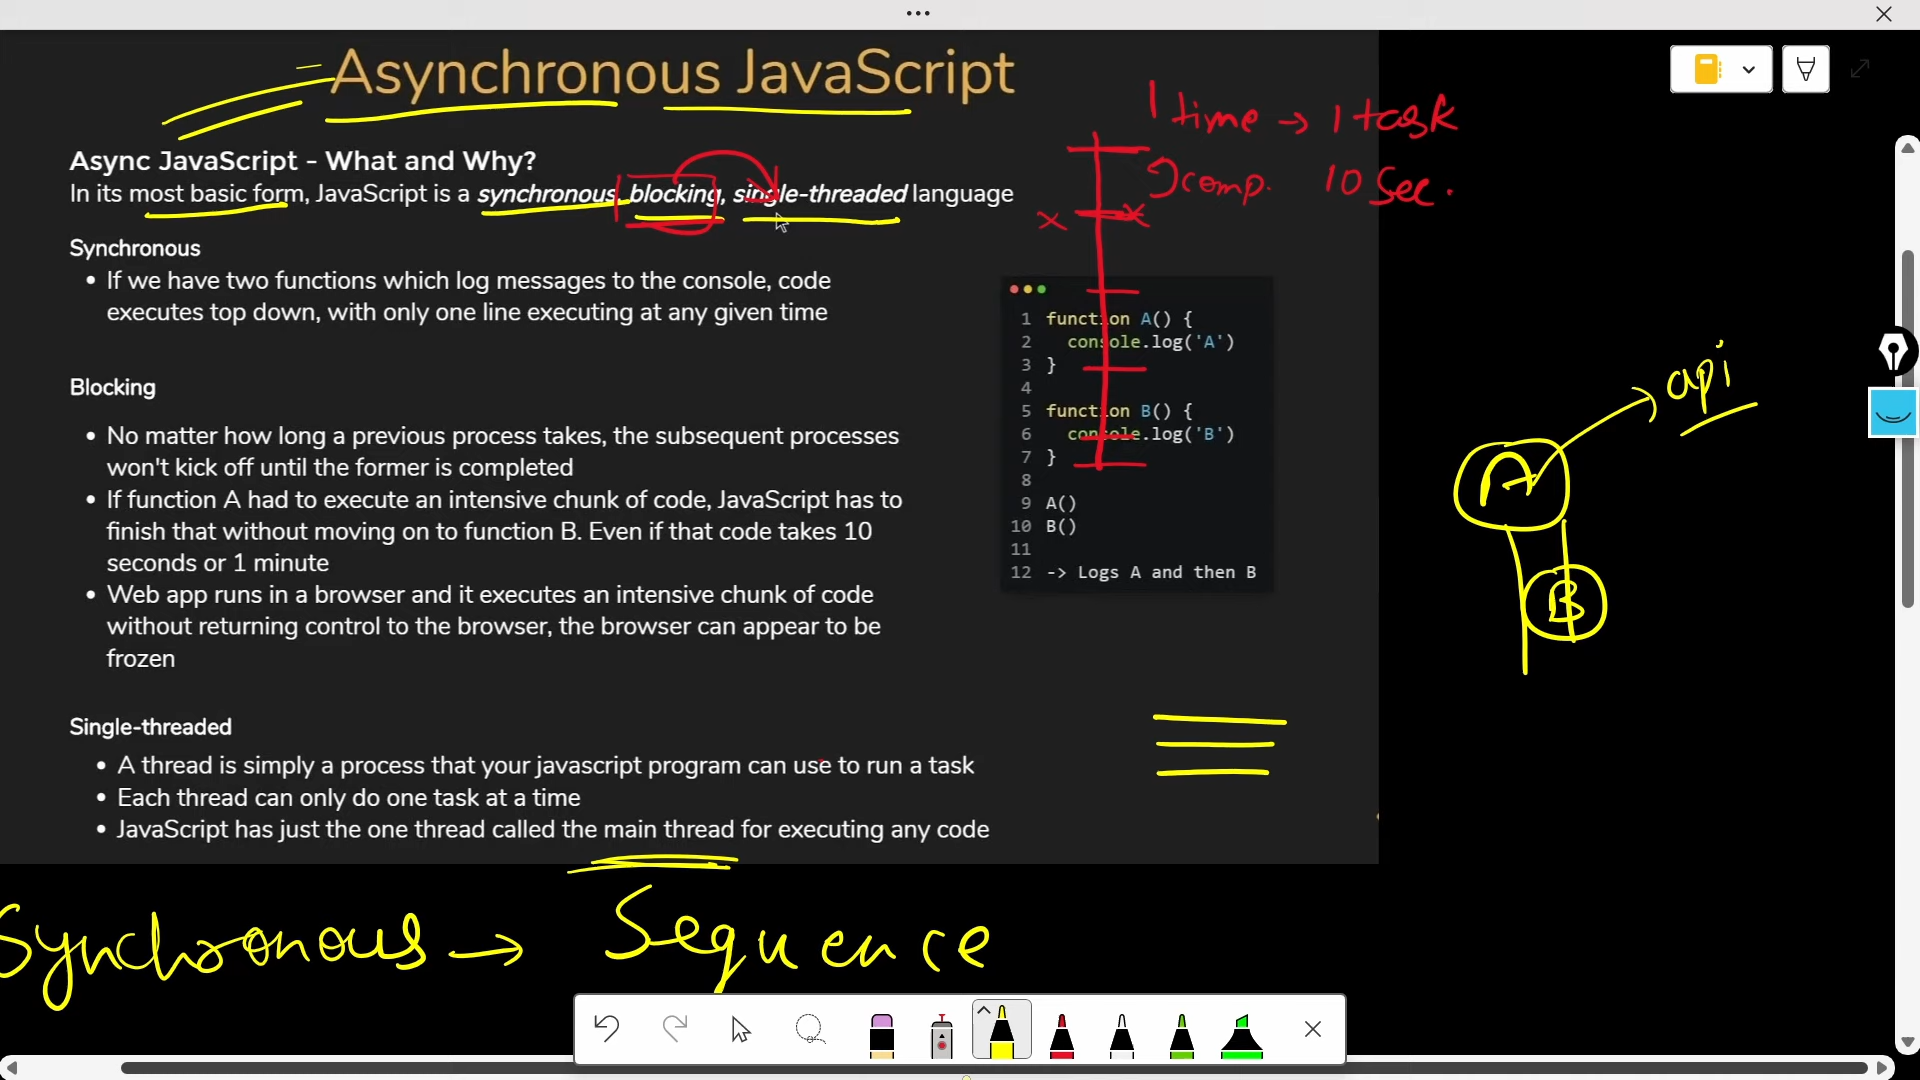 Asynchronous JavaScript
1 time → 1 task
Async JavaScript - What and Why?
In its most basic form, JavaScript is a synchronous, blocking, single-threaded language
comp. 10 Sec.
Synchronous
• If we have two functions which log messages to the console, code
executes top down, with only one line executing at any given time
Blocking
• No matter how long a previous process takes, the subsequent processes
won't kick off until the former is completed
• If function A had to execute an intensive chunk of code, JavaScript has to
finish that without moving on to function B. Even if that code takes 10
seconds or 1 minute
• Web app runs in a browser and it executes an intensive chunk of code
without returning control to the browser, the browser can appear to be
frozen
Single-threaded
• A thread is simply a process that your javascript program can use to run a task
• Each thread can only do one task at a time
• JavaScript has just the one thread called the main thread for executing any code
1 function A() {
2 console.log('A')
3 }
4
5 function B() {
6 console.log('B')
7 }
8
9 A()
10 B()
11
12 -> Logs A and then B
api
A
B
Synchronous → Sequence